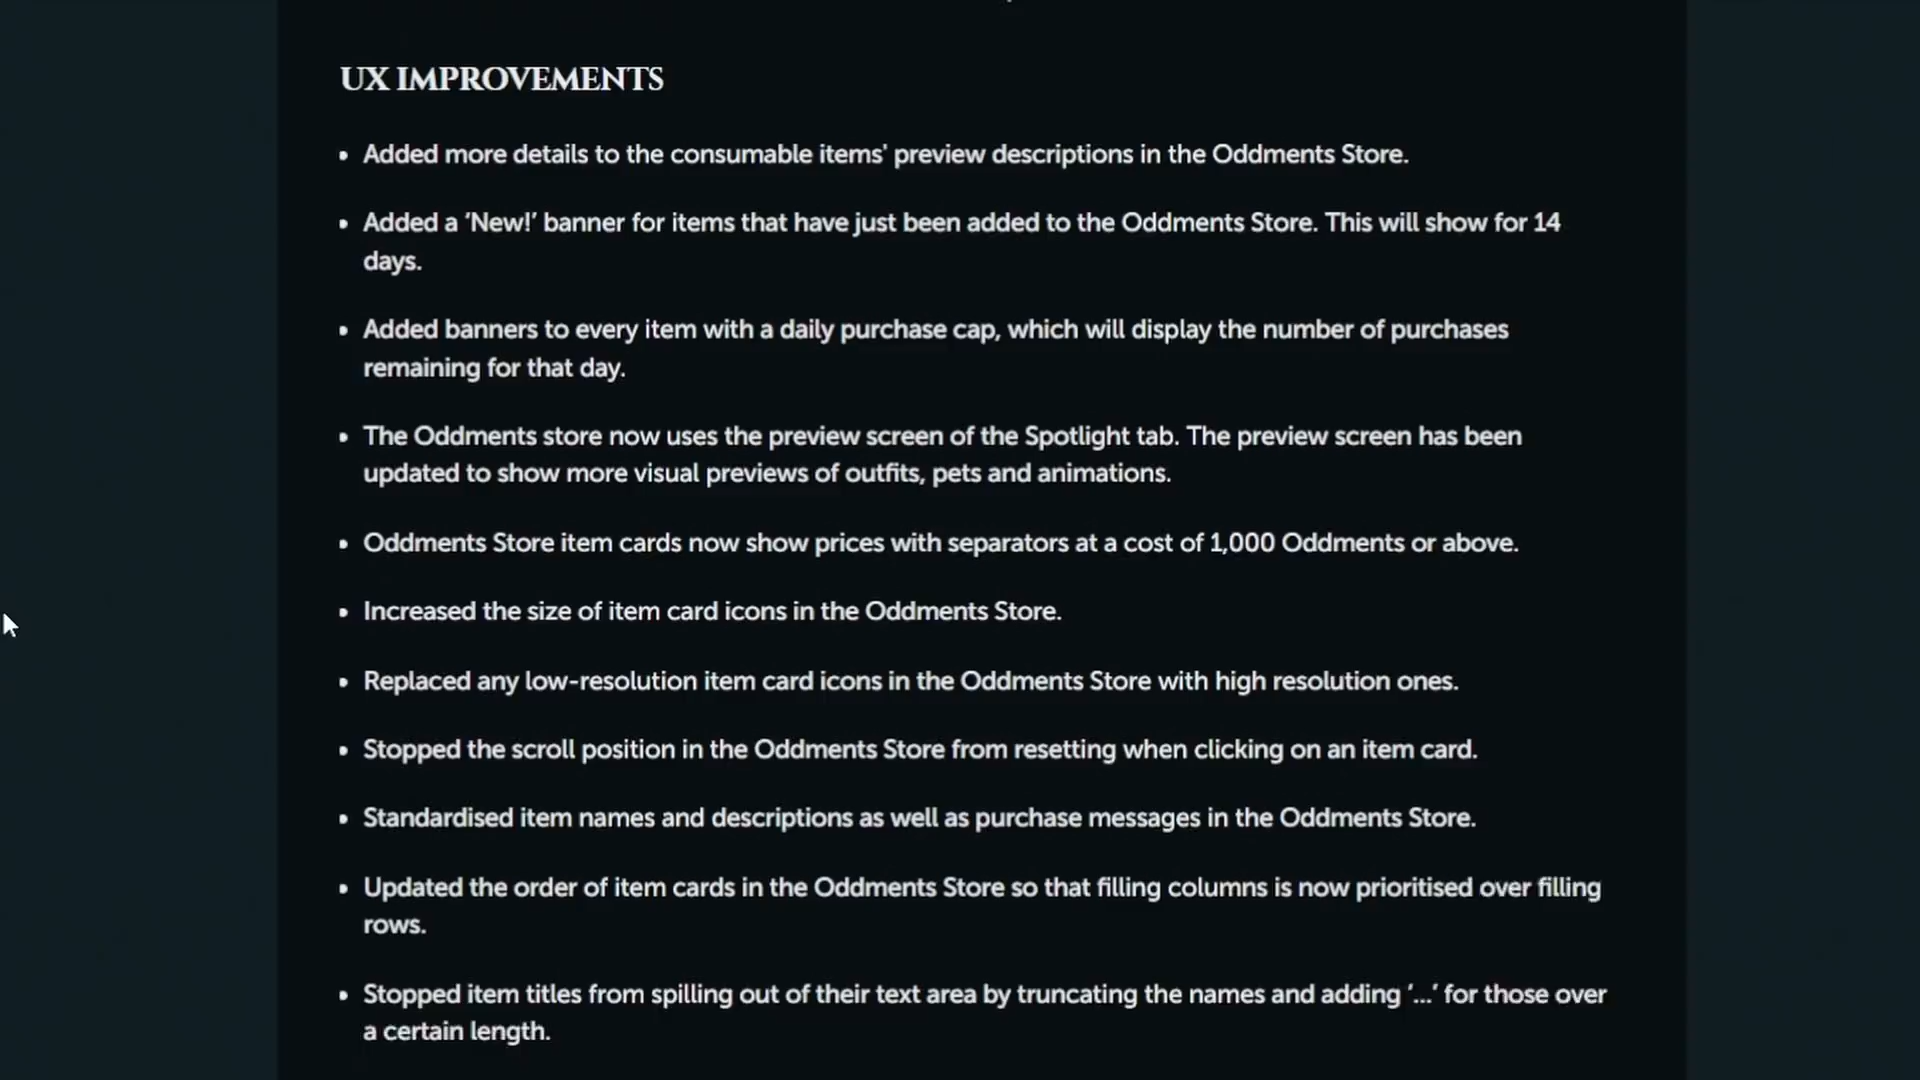 UX IMPROVEMENTS
• Added more details to the consumable items' preview descriptions in the Oddments Store.
• Added a ‘New!’ banner for items that have just been added to the Oddments Store. This will show for 14
days.
• Added banners to every item with a daily purchase cap, which will display the number of purchases
remaining for that day.
• The Oddments store now uses the preview screen of the Spotlight tab. The preview screen has been
updated to show more visual previews of outfits, pets and animations.
• Oddments Store item cards now show prices with separators at a cost of 1,000 Oddments or above.
• Increased the size of item card icons in the Oddments Store.
• Replaced any low-resolution item card icons in the Oddments Store with high resolution ones.
• Stopped the scroll position in the Oddments Store from resetting when clicking on an item card.
• Standardised item names and descriptions as well as purchase messages in the Oddments Store.
• Updated the order of item cards in the Oddments Store so that filling columns is now prioritised over filling
rows.
• Stopped item titles from spilling out of their text area by truncating the names and adding ‘...’ for those over
a certain length.